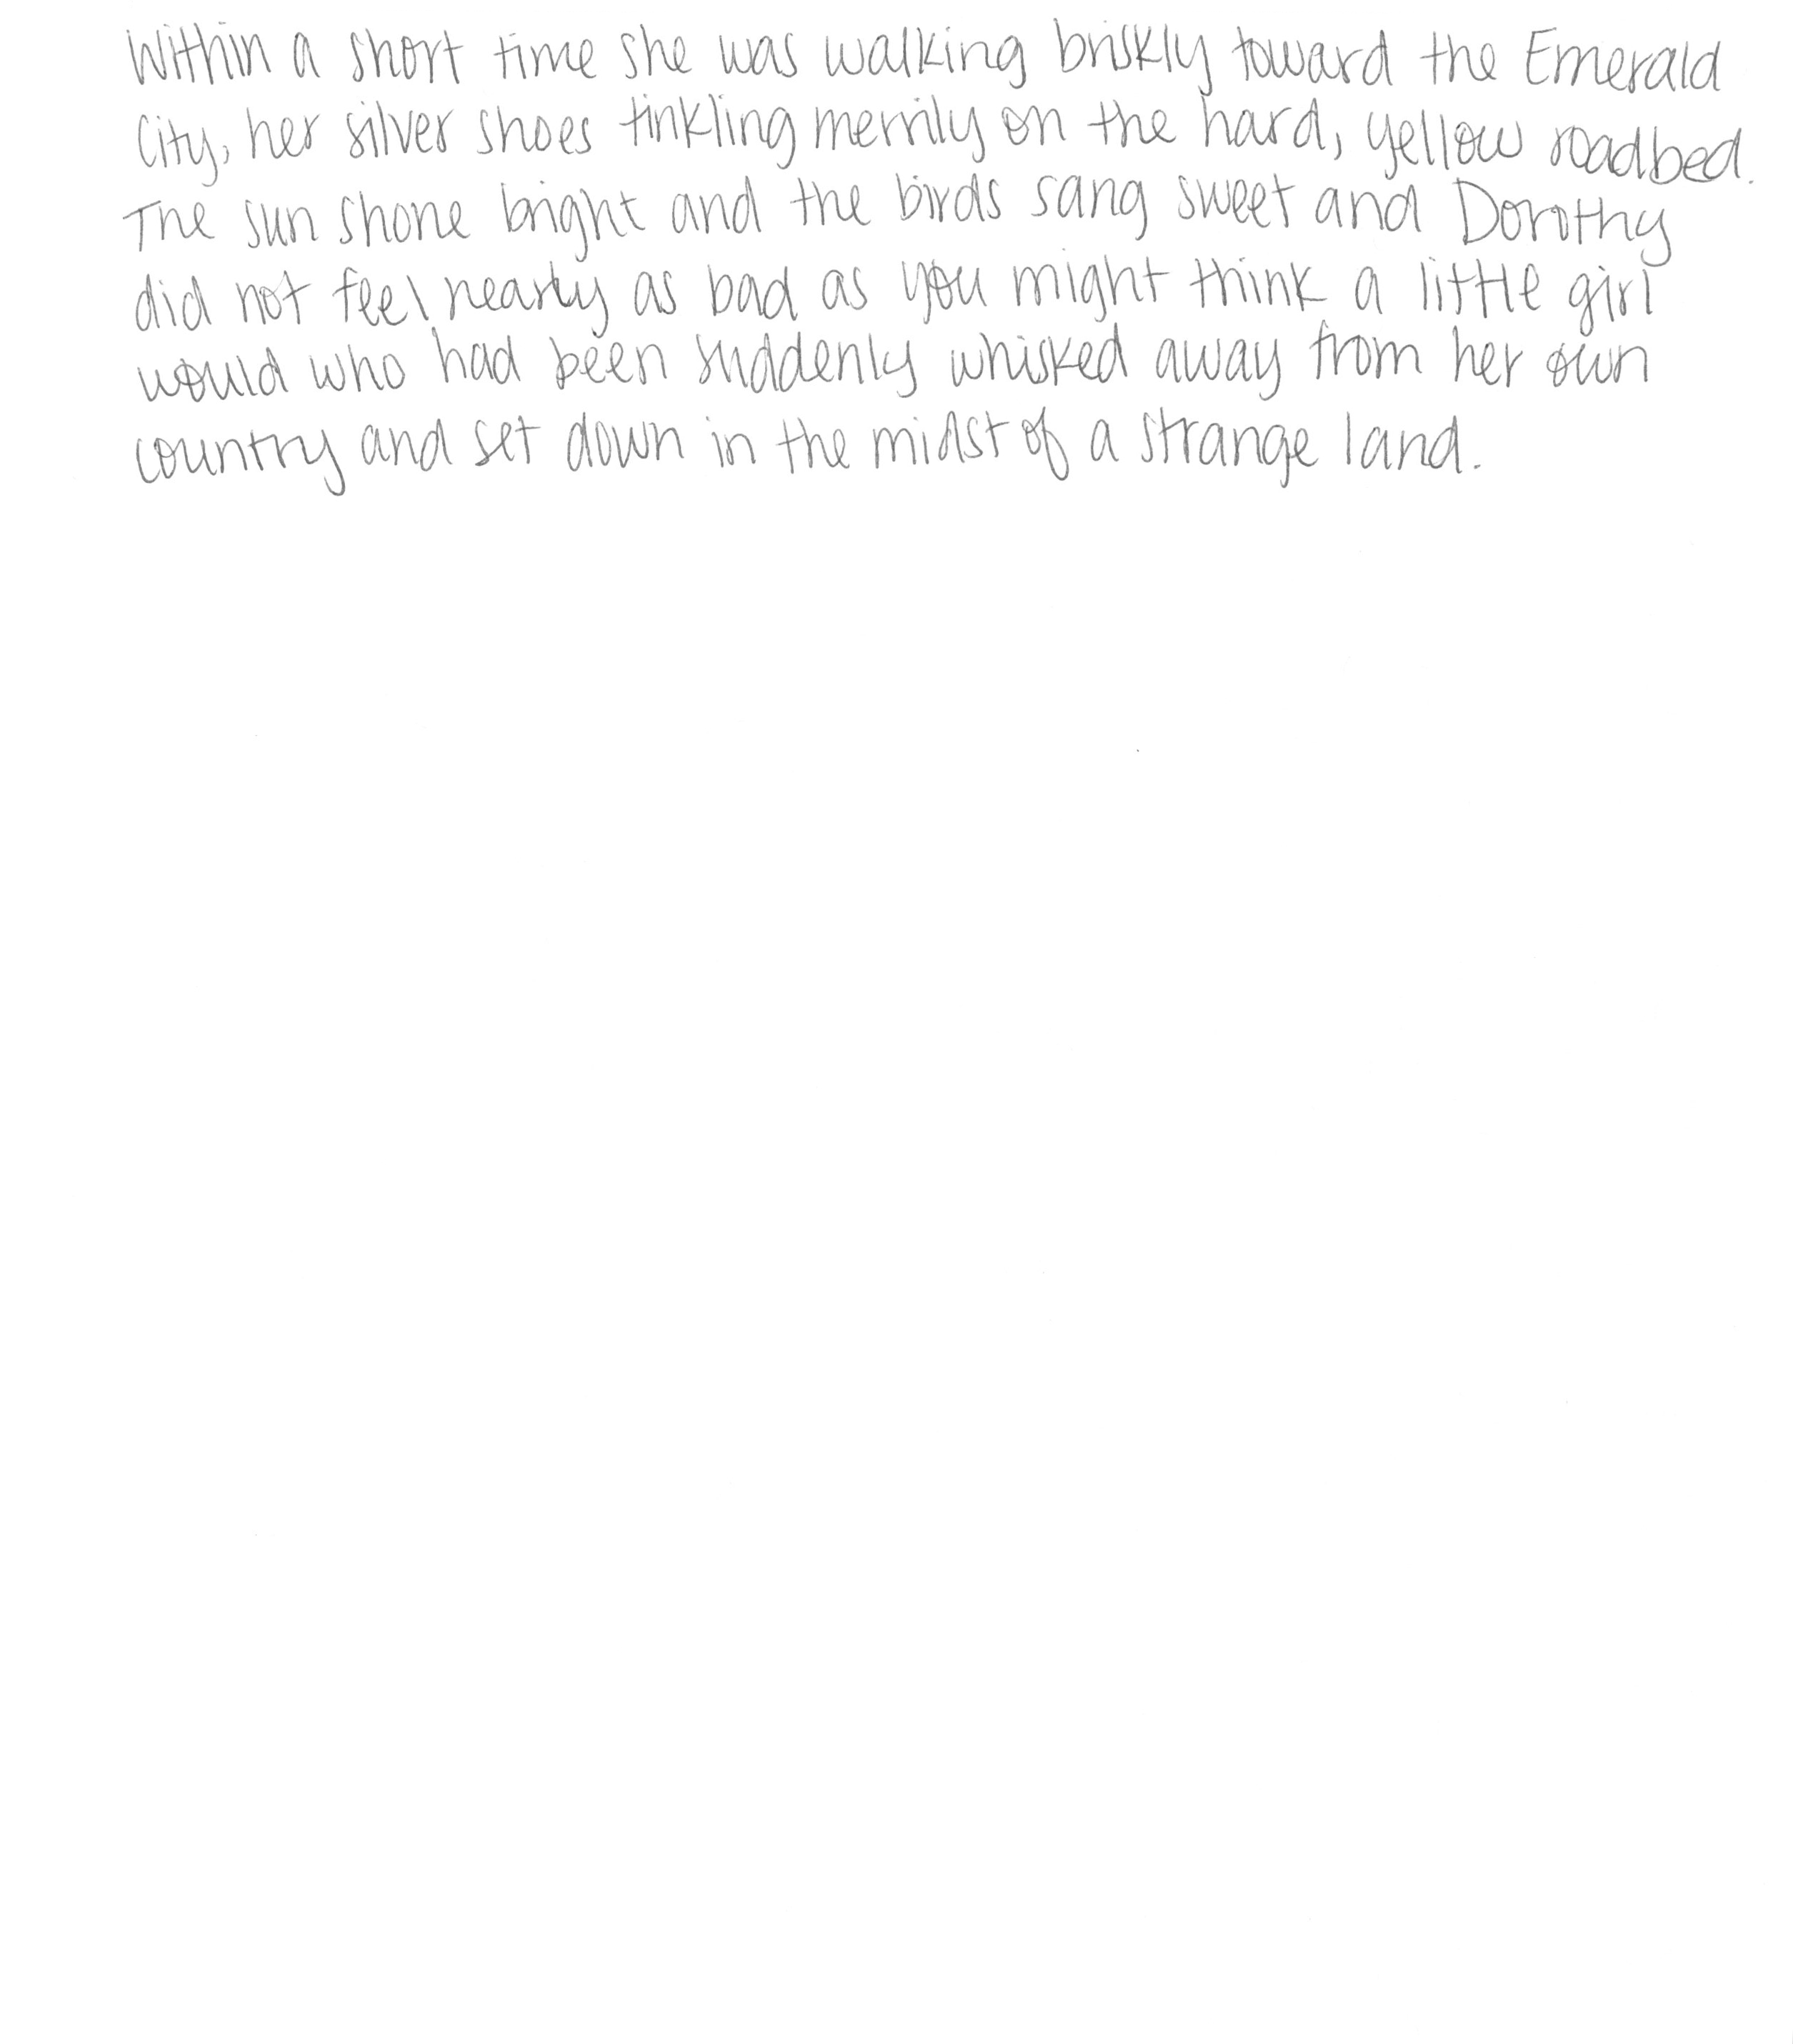 Within a short time she was walking briskly toward the Emerald
City, her silver shoes tinkling merrily on the hard, yellow roadbed.
The sun shone bright and the birds sang sweet and Dorothy
did not feel nearly as bad as you might think a little girl
would who had been suddenly whisked away from her own
country and set down in the midst of a strange land.